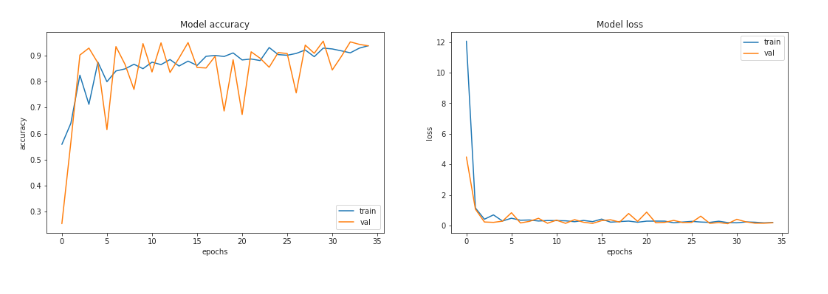 Model accuracy
accuracy
0.9
0.8
0.7
0.6
0.5
0.4
0.3
0 5 10 15 20 25 30 35
epochs
train
val
Model loss
loss
12
10
8
6
4
2
0
0 5 10 15 20 25 30 35
epochs
train
val